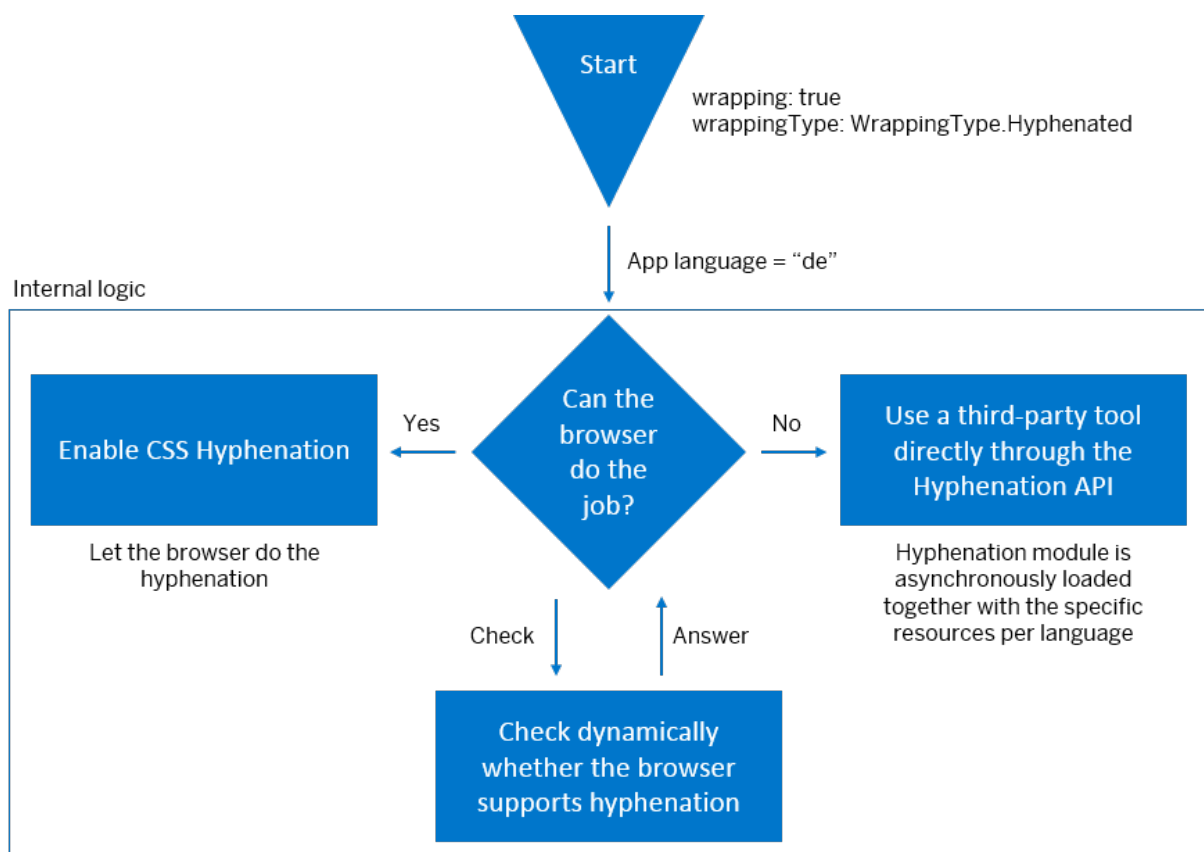 Start
wrapping: true
wrappingType: WrappingType.Hyphenated
App language = “de”
Internal logic
Can the
browser
do the
job?
Yes
No
Enable CSS Hyphenation
Let the browser do the
hyphenation
Use a third-party tool
directly through the
Hyphenation API
Hyphenation module is
asynchronously loaded
together with the specific
resources per language
Check
Answer
Check dynamically
whether the browser
supports hyphenation